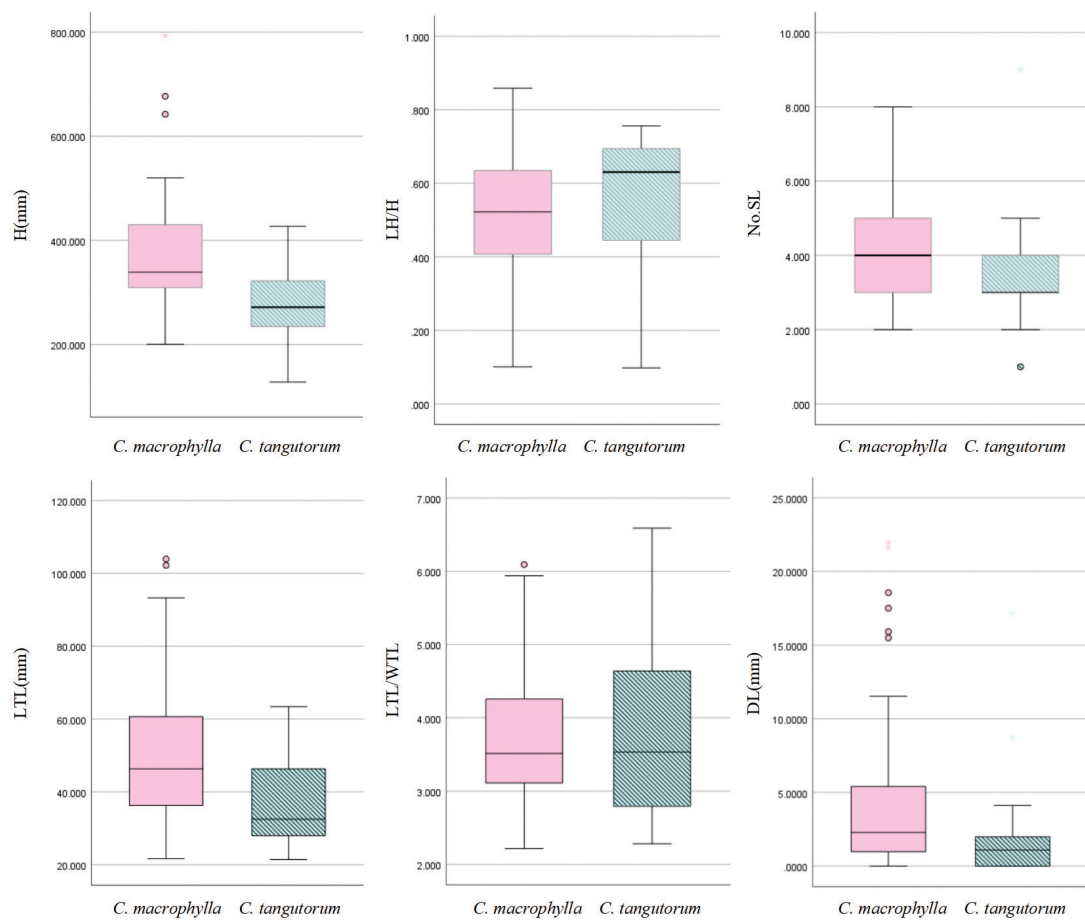 800.000
600.000
400.000
200.000
H(mm)
C. macrophylla C. tangutorum
1.000
.800
.600
.400
.200
.000
LH/H
C. macrophylla C. tangutorum
10.000
8.000
6.000
4.000
2.000
.000
No.SL
C. macrophylla C. tangutorum
120.000
100.000
80.000
60.000
40.000
20.000
LTL(mm)
C. macrophylla C. tangutorum
7.000
6.000
5.000
4.000
3.000
2.000
LTL/WTL
C. macrophylla C. tangutorum
25.0000
20.0000
15.0000
10.0000
5.0000
.0000
DL(mm)
C. macrophylla C. tangutorum